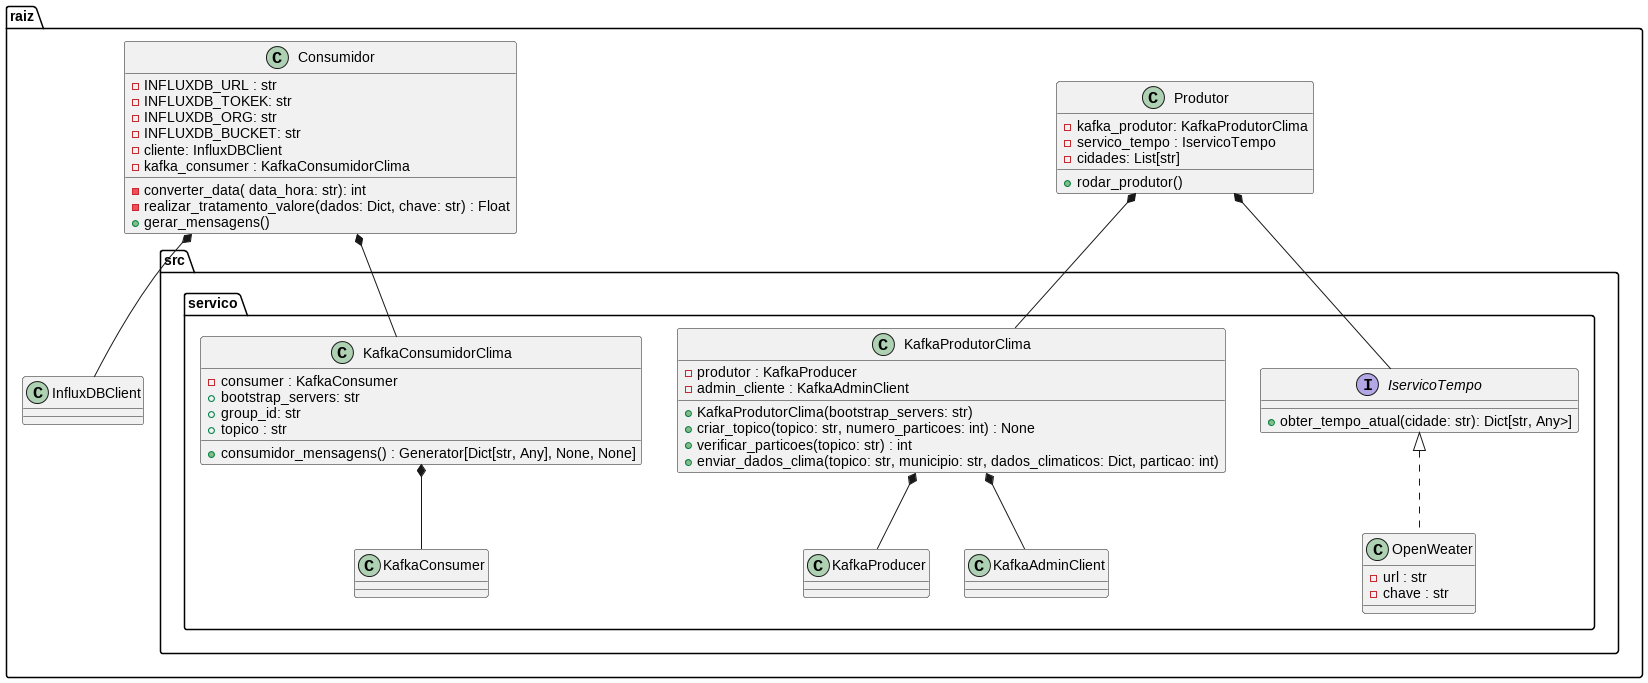 raiz
C Consumidor
INFLUXDB_URL : str
INFLUXDB_TOKEK: str
INFLUXDB_ORG: str
INFLUXDB_BUCKET: str
cliente: InfluxDBClient
kafka_consumer : KafkaConsumidorClima
converter_data( data_hora: str): int
realizar_tratamento_valore(dados: Dict, chave: str) : Float
gerar_mensagens()
C Produtor
kafka_produtor: KafkaProdutorClima
servico_tempo : IservicoTempo
cidades: List[str]
rodar_produtor()
src
servico
C InfluxDBClient
C KafkaConsumidorClima
consumer : KafkaConsumer
bootstrap_servers: str
group_id: str
topico : str
consumidor_mensagens() : Generator[Dict[str, Any], None, None]
C KafkaProdutorClima
produtor : KafkaProducer
admin_cliente : KafkaAdminClient
KafkaProdutorClima(bootstrap_servers: str)
criar_topico(topico: str, numero_particoes: int) : None
verificar_particoes(topico: str) : int
enviar_dados_clima(topico: str, municipio: str, dados_climaticos: Dict, particao: int)
I IservicoTempo
obter_tempo_atual(cidade: str): Dict[str, Any>]
C KafkaConsumer
C KafkaProducer
C KafkaAdminClient
C OpenWeater
url : str
chave : str